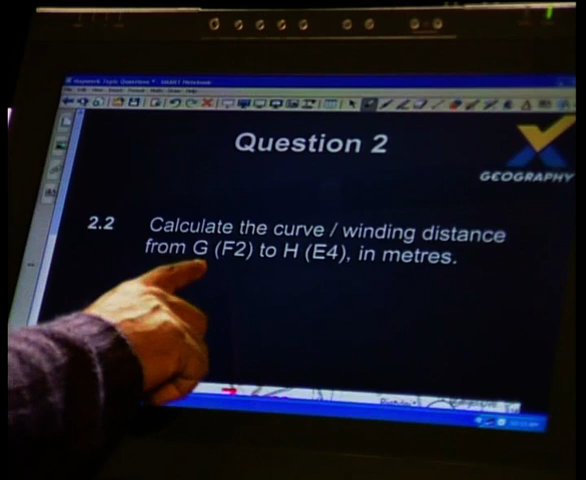 Question 2
GEOGRAPHY
2.2 Calculate the curve / winding distance
from G (F2) to H (E4), in metres.